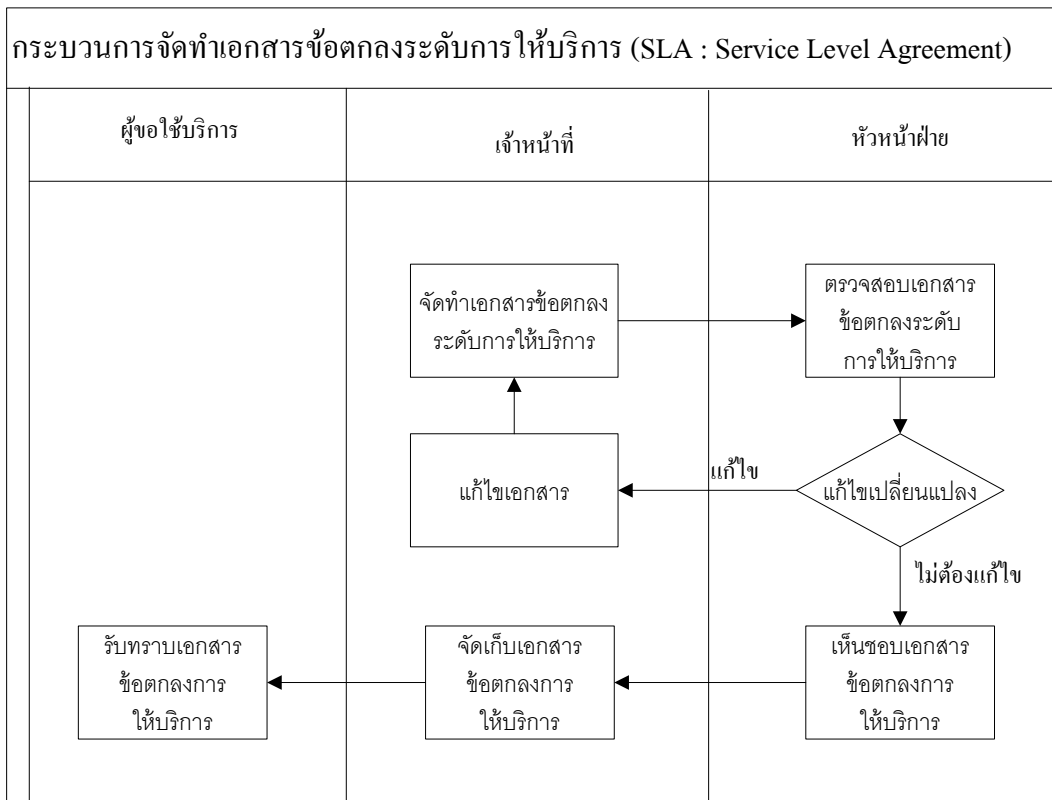 กระบวนการจัดทำเอกสารข้อตกลงระดับการให้บริการ (SLA : Service Level Agreement)
ผู้ขอใช้บริการ
เจ้าหน้าที่
หัวหน้าฝ่าย
จัดทำเอกสารข้อตกลง
ระดับการให้บริการ
ตรวจสอบเอกสาร
ข้อตกลงระดับ
การให้บริการ
แก้ไขเอกสาร
แก้ไข
แก้ไขเปลี่ยนแปลง
ไม่ต้องแก้ไข
รับทราบเอกสาร
ข้อตกลงการ
ให้บริการ
จัดเก็บเอกสาร
ข้อตกลงการ
ให้บริการ
เห็นชอบเอกสาร
ข้อตกลงการ
ให้บริการ